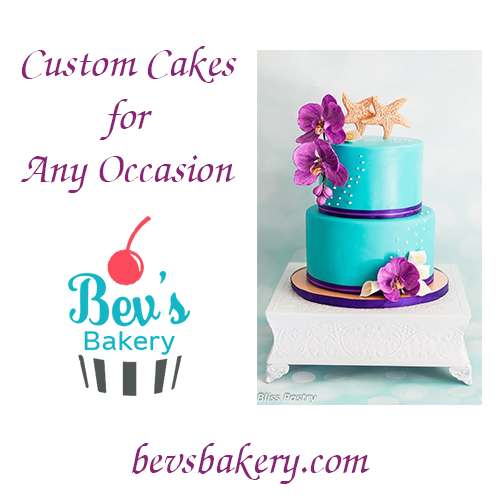 Custom Cakes
for
Any Occasion
Bev's
Bakery
Bliss Pastry
bevsbakery.com